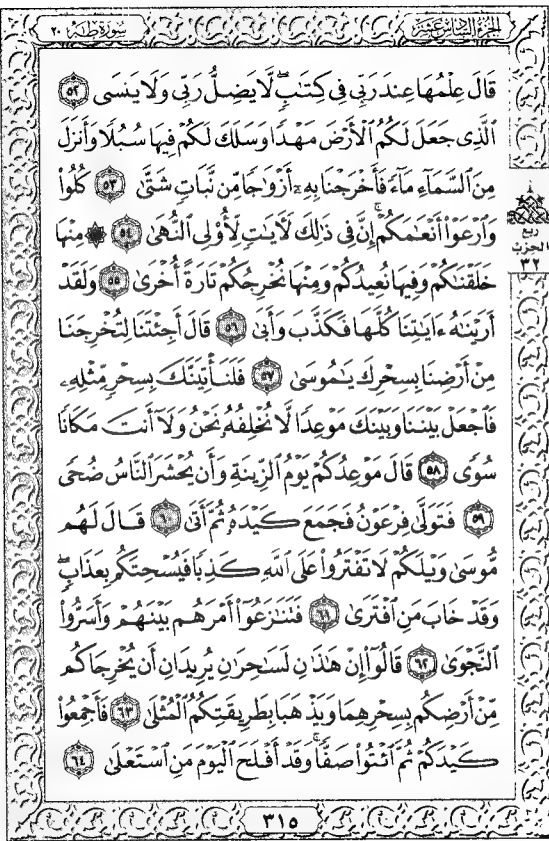 الجزء السادس عشر
سورة طه ٢٠
قَالَ عِلْمُهَا عِندَ رَبِّى فِى كِتَٰبٍ ۖ لَّا يَضِلُّ رَبِّى وَلَا يَنسَى ٥٢
ٱلَّذِى جَعَلَ لَكُمُ ٱلْأَرْضَ مَهْدًا وَسَلَكَ لَكُمْ فِيهَا سُبُلًا وَأَنزَلَ
مِنَ ٱلسَّمَآءِ مَآءً فَأَخْرَجْنَا بِهِۦٓ أَزْوَٰجًا مِّن نَّبَاتٍ شَتَّىٰ ٥٣ كُلُوا۟
وَٱرْعَوْا۟ أَنْعَٰمَكُمْ ۗ إِنَّ فِى ذَٰلِكَ لَءَايَٰتٍ لِّأُو۟لِى ٱلنُّهَىٰ ٥٤ ۞ مِنْهَا
خَلَقْنَٰكُمْ وَفِيهَا نُعِيدُكُمْ وَمِنْهَا نُخْرِجُكُمْ تَارَةً أُخْرَىٰ ٥٥ وَلَقَدْ
أَرَيْنَٰهُ ءَايَٰتِنَا كُلَّهَا فَكَذَّبَ وَأَبَىٰ ٥٦ قَالَ أَجِئْتَنَا لِتُخْرِجَنَا
مِنْ أَرْضِنَا بِسِحْرِكَ يَٰمُوسَىٰ ٥٧ فَلَنَأْتِيَنَّكَ بِسِحْرٍ مِّثْلِهِۦ
فَٱجْعَلْ بَيْنَنَا وَبَيْنَكَ مَوْعِدًا لَّا نُخْلِفُهُۥ نَحْنُ وَلَآ أَنتَ مَكَانًا
سُوًى ٥٨ قَالَ مَوْعِدُكُمْ يَوْمُ ٱلزِّينَةِ وَأَن يُحْشَرَ ٱلنَّاسُ ضُحًى
٥٩ فَتَوَلَّىٰ فِرْعَوْنُ فَجَمَعَ كَيْدَهُۥ ثُمَّ أَتَىٰ ٦٠ قَالَ لَهُم
مُّوسَىٰ وَيْلَكُمْ لَا تَفْتَرُوا۟ عَلَى ٱللَّهِ كَذِبًا فَيُسْحِتَكُم بِعَذَابٍ ۖ
وَقَدْ خَابَ مَنِ ٱفْتَرَىٰ ٦١ فَتَنَٰزَعُوٓا۟ أَمْرَهُم بَيْنَهُمْ وَأَسَرُّوا۟
ٱلنَّجْوَىٰ ٦٢ قَالُوٓا۟ إِنْ هَٰذَٰنِ لَسَٰحِرَٰنِ يُرِيدَانِ أَن يُخْرِجَاكُم
مِّنْ أَرْضِكُم بِسِحْرِهِمَا وَيَذْهَبَا بِطَرِيقَتِكُمُ ٱلْمُثْلَىٰ ٦٣ فَأَجْمِعُوا۟
كَيْدَكُمْ ثُمَّ ٱئْتُوا۟ صَفًّا ۚ وَقَدْ أَفْلَحَ ٱلْيَوْمَ مَنِ ٱسْتَعْلَىٰ ٦٤
ربع
الحزب
٣٢
٣١٥